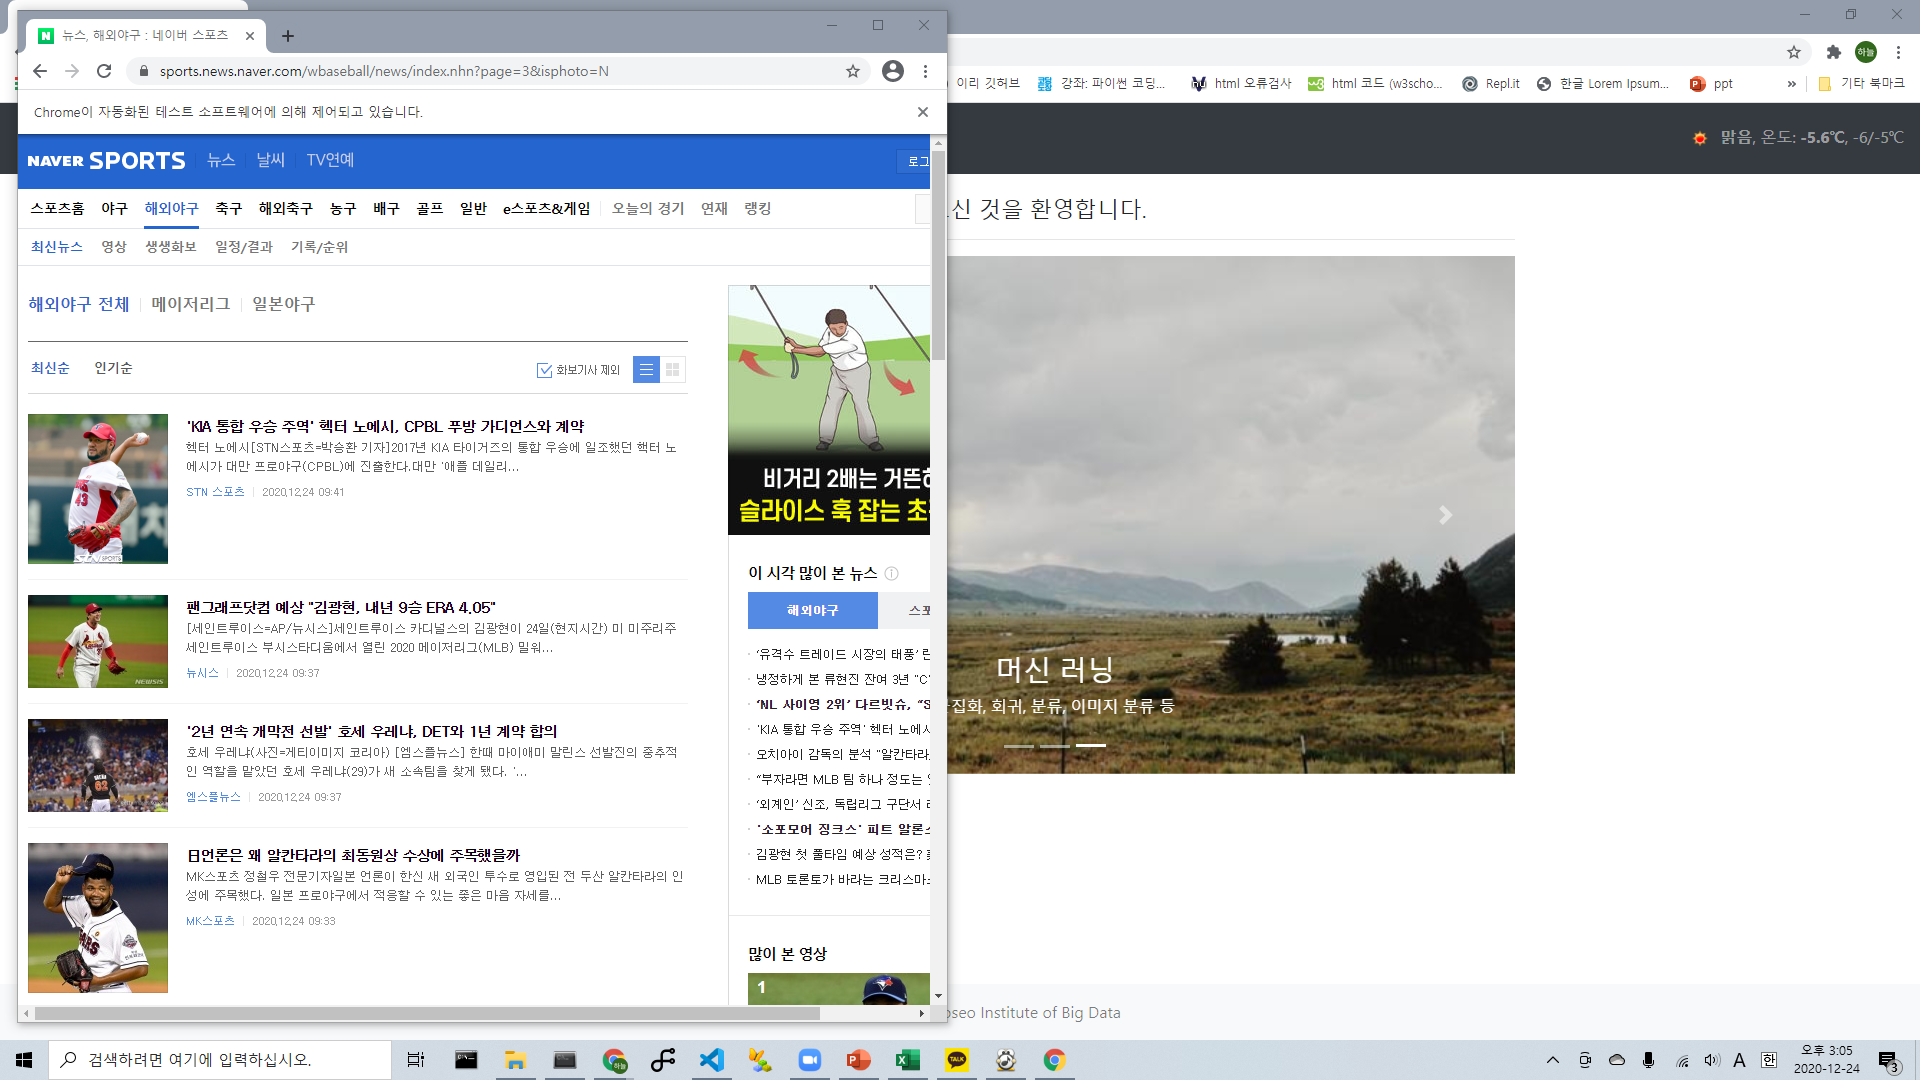 뉴스, 해외야구 : 네이버 스포츠
sports.news.naver.com/wbaseball/news/index.nhn?page=3&isphoto=N
Chrome이 자동화된 테스트 소프트웨어에 의해 제어되고 있습니다.
NAVER SPORTS 뉴스 날씨 TV연예
스포츠홈 야구 해외야구 축구 해외축구 농구 배구 골프 일반 e스포츠&게임 오늘의 경기 연재 랭킹
최신뉴스 영상 생생화보 일정/결과 기록/순위
해외야구 전체 메이저리그 일본야구
최신순 인기순 화보기사 제외
'KIA 통합 우승 주역' 헥터 노에시, CPBL 푸방 가디언스와 계약
헥터 노에시[STN스포츠=박승환 기자]2017년 KIA 타이거즈의 통합 우승에 일조했던 헥터 노
에시가 대만 프로야구(CPBL)에 진출한다.대만 '애플 데일리...
STN 스포츠 2020.12.24 09:41
팬그래프닷컴 예상 "김광현, 내년 9승 ERA 4.05"
[세인트루이스=AP/뉴시스]세인트루이스 카디널스의 김광현이 24일(현지시간) 미 미주리주
세인트루이스 부시스타디움에서 열린 2020 메이저리그(MLB) 밀워...
뉴시스 2020.12.24 09:37
'2년 연속 개막전 선발' 호세 우레냐, DET와 1년 계약 합의
호세 우레냐(사진=게티이미지 코리아) [엠스플뉴스] 한때 마이애미 말린스 선발진의 중추적
인 역할을 맡았던 호세 우레냐(29)가 새 소속팀을 찾게 됐다. '...
엠스플뉴스 2020.12.24 09:37
日언론은 왜 알칸타라의 최동원상 수상에 주목했을까
MK스포츠 정철우 전문기자일본 언론이 한신 새 외국인 투수로 영입된 전 두산 알칸타라의 인
성에 주목했다. 일본 프로야구에서 적응할 수 있는 좋은 마음 자세를...
MK스포츠 2020.12.24 09:33
비거리 2배는 거뜬히
슬라이스 훅 잡는 초
이 시각 많이 본 뉴스
해외야구 스포
'유격수 트레이드 시장의 태풍' 린
냉정하게 본 류현진 잔여 3년 "C
'NL 사이영 2위' 다르빗슈, "S
'KIA 통합 우승 주역' 헥터 노에시
오치아이 감독의 분석 "알칸타라
"부자라면 MLB 팀 하나 정도는
'외계인' 신조, 독립리그 구단서
'소포모어 징크스' 피트 알론
김광현 첫 풀타임 예상 성적은?
MLB 토론토가 바라는 크리스마
많이 본 영상
1
이리 깃허브 강좌: 파이썬 코딩... html 오류검사 html 코드 (w3scho... Repl.it 한글 Lorem Ipsum... ppt » 기타 북마크
하늘
맑음, 온도: -5.6℃, -6/-5℃
신 것을 환영합니다.
머신 러닝
집화, 회귀, 분류, 이미지 분류 등
seo Institute of Big Data
검색하려면 여기에 입력하십시오.
TALK
A 한
오후 3:05
2020-12-24
3